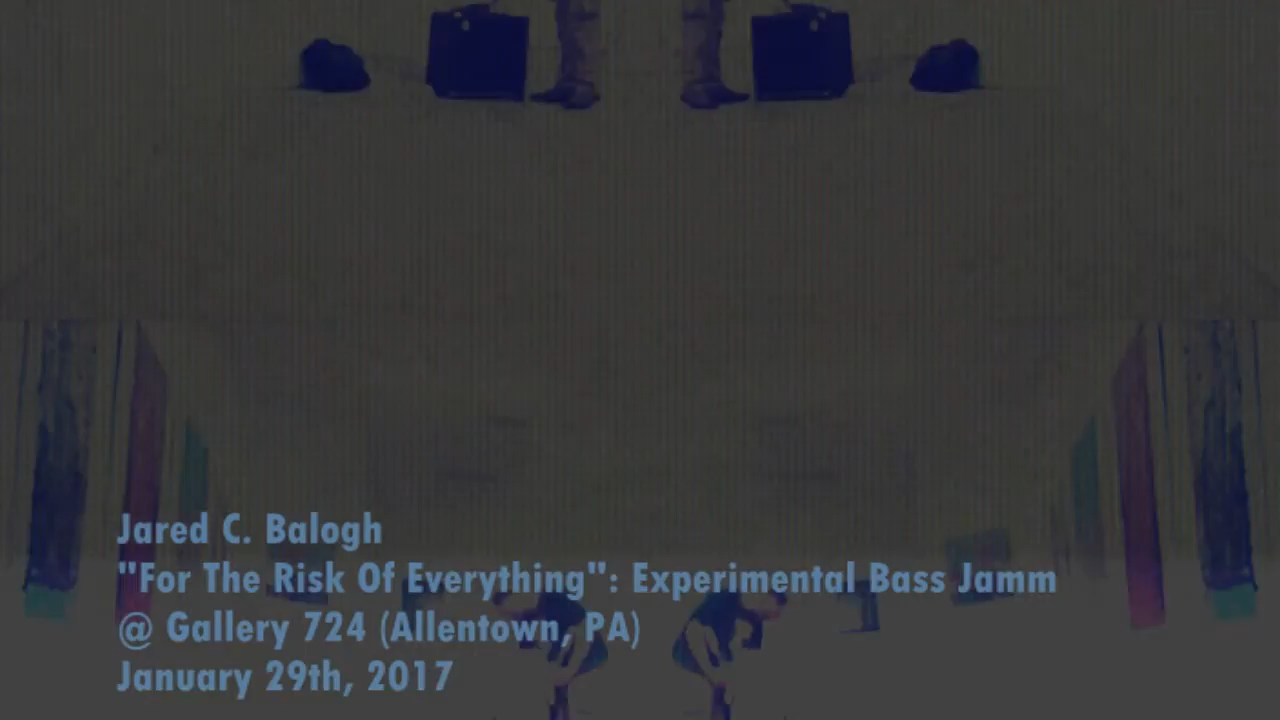 Jared C. Balogh
"For The Risk Of Everything": Experimental Bass Jamm
@ Gallery 724 (Allentown, PA)
January 29th, 2017